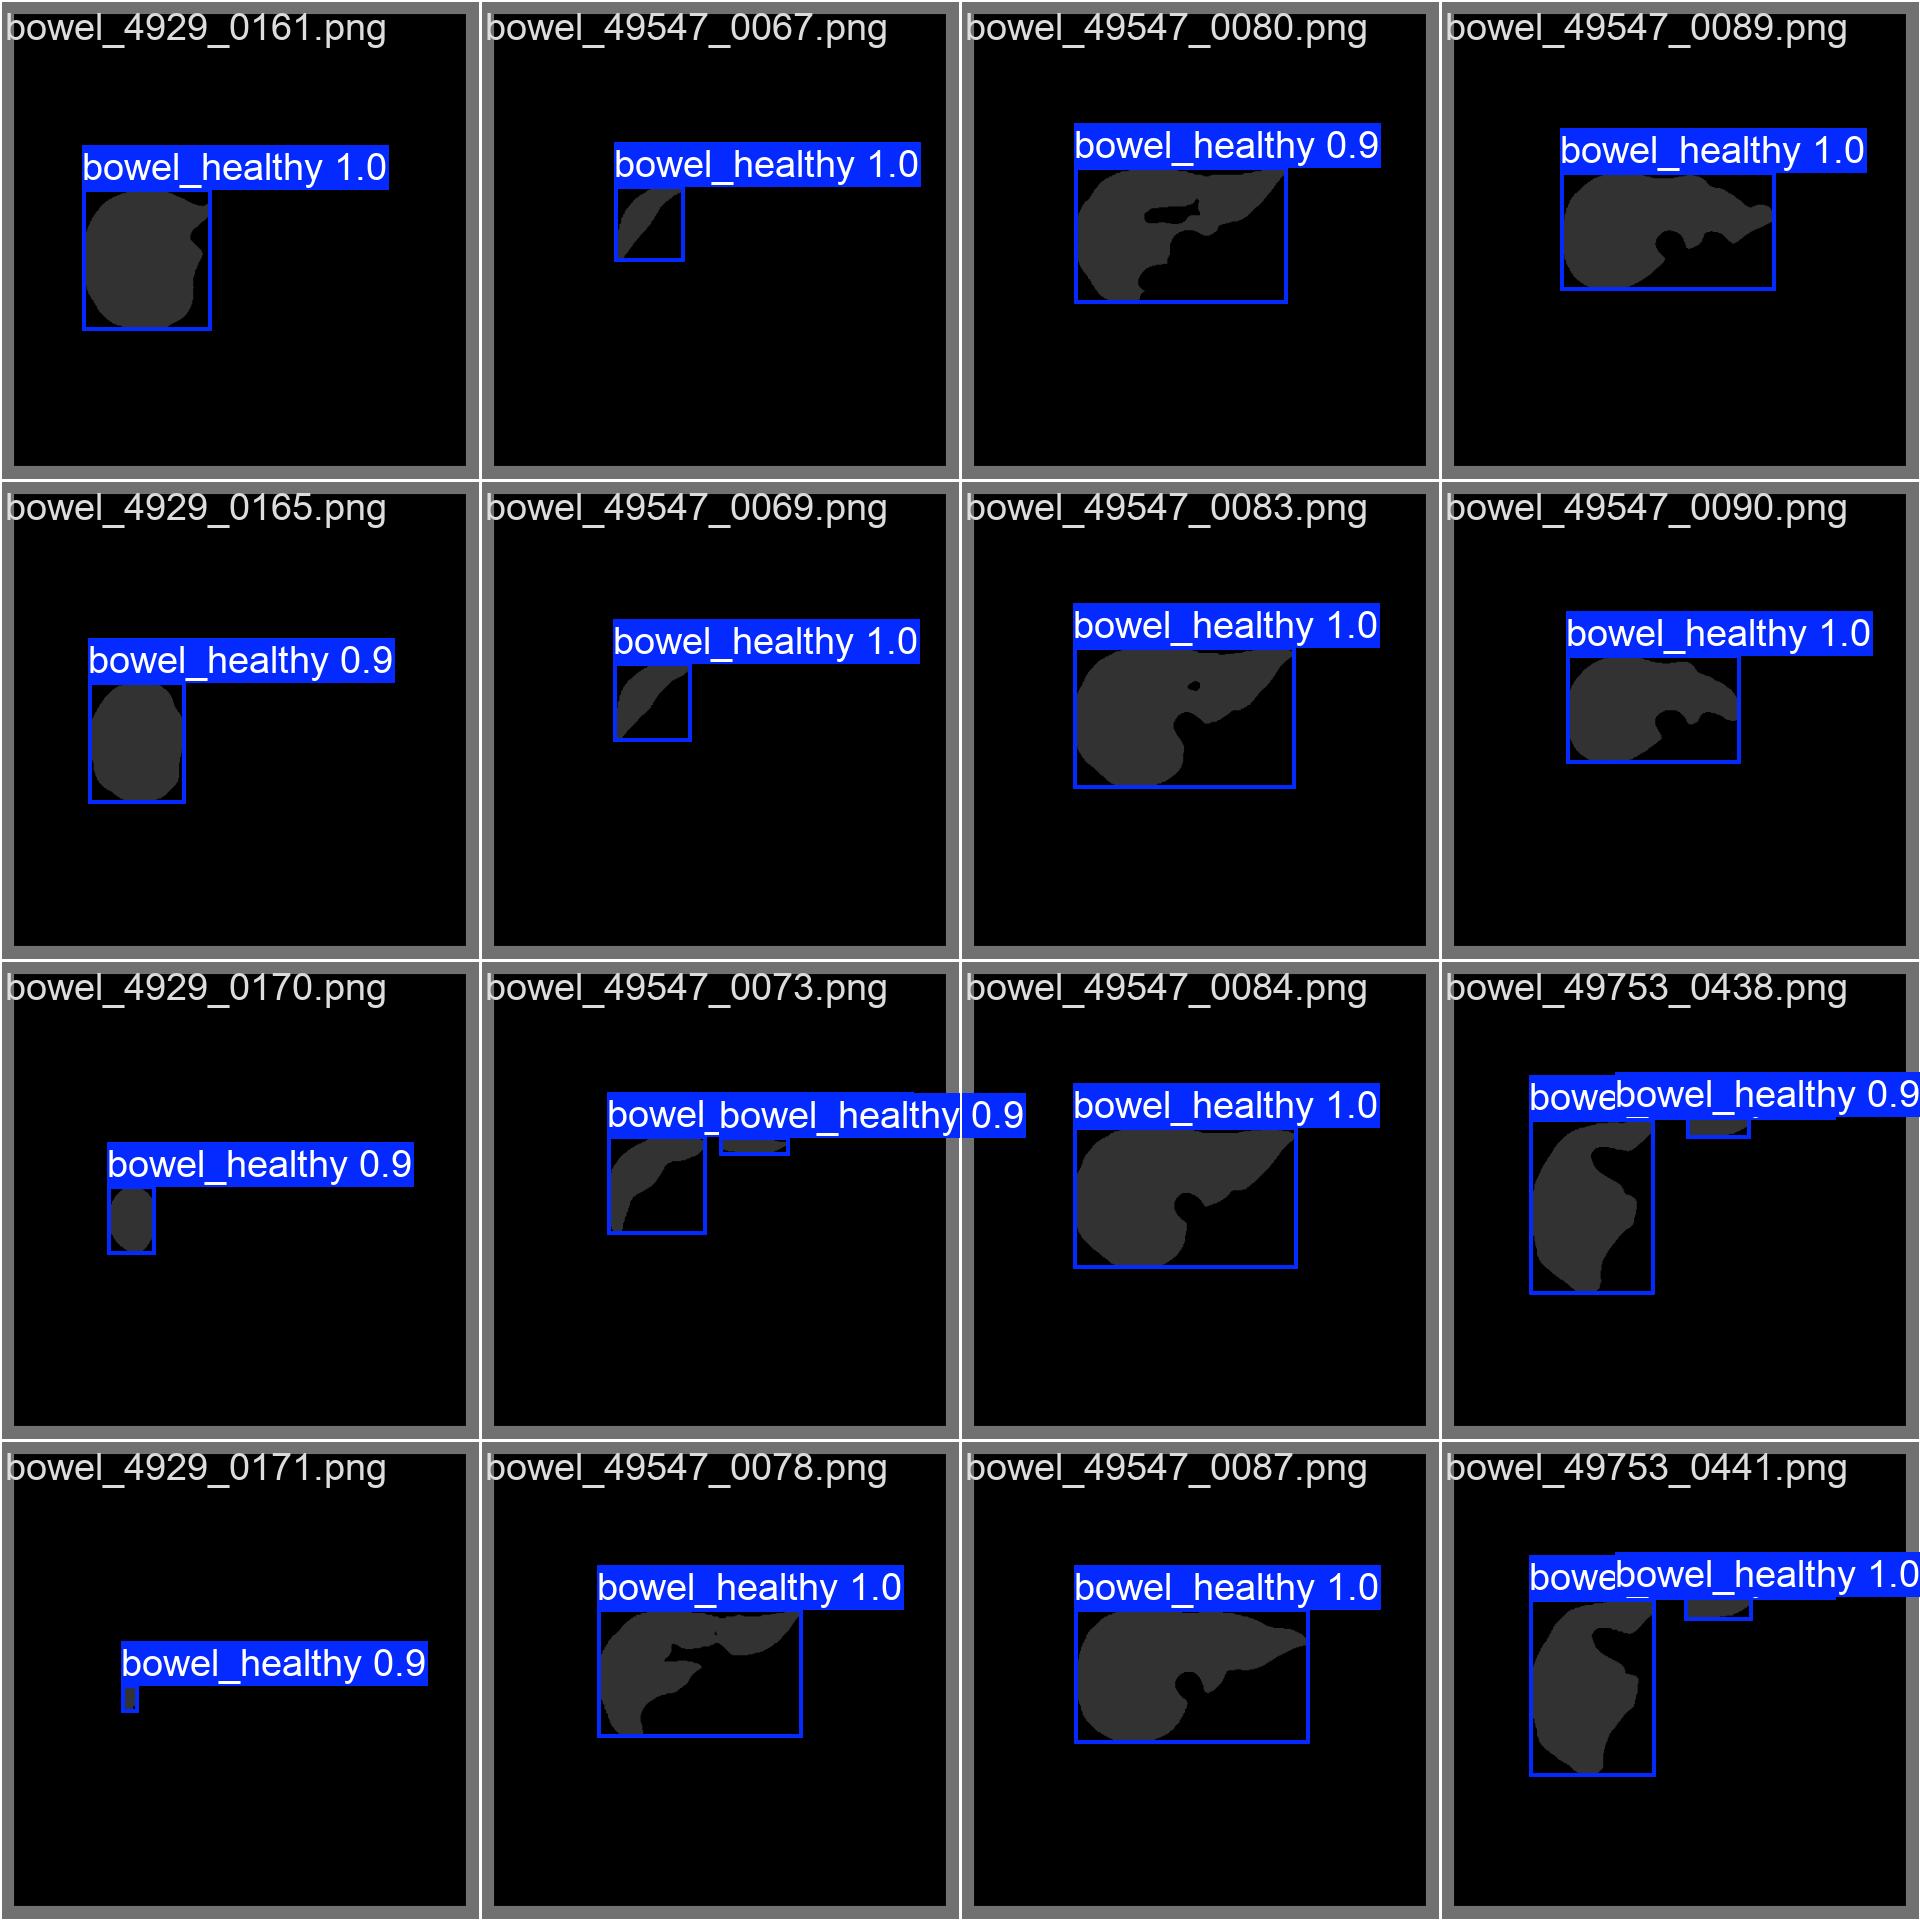 bowel_4929_0161.png
bowel_healthy 1.0
bowel_49547_0067.png
bowel_healthy 1.0
bowel_49547_0080.png
bowel_healthy 0.9
bowel_49547_0089.png
bowel_healthy 1.0
bowel_4929_0165.png
bowel_healthy 0.9
bowel_49547_0069.png
bowel_healthy 1.0
bowel_49547_0083.png
bowel_healthy 1.0
bowel_49547_0090.png
bowel_healthy 1.0
bowel_4929_0170.png
bowel_healthy 0.9
bowel_49547_0073.png
bowel_
bowel_healthy 0.9
bowel_49547_0084.png
bowel_healthy 1.0
bowel_49753_0438.png
bowe
bowel_healthy 0.9
bowel_4929_0171.png
bowel_healthy 0.9
bowel_49547_0078.png
bowel_healthy 1.0
bowel_49547_0087.png
bowel_healthy 1.0
bowel_49753_0441.png
bowe
bowel_healthy 1.0